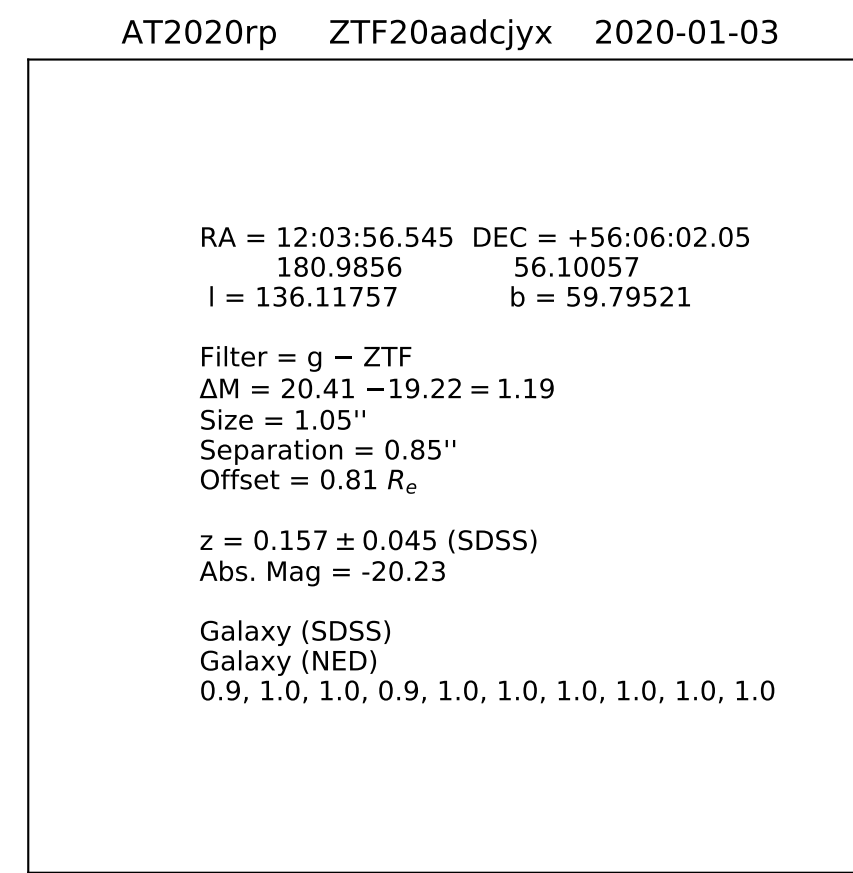 AT2020rp ZTF20aadcjyx 2020-01-03
RA = 12:03:56.545 DEC = +56:06:02.05
180.9856 56.10057
l = 136.11757 b = 59.79521
Filter = g − ZTF
ΔM = 20.41 −19.22 = 1.19
Size = 1.05''
Separation = 0.85''
Offset = 0.81 Re
z = 0.157 ± 0.045 (SDSS)
Abs. Mag = -20.23
Galaxy (SDSS)
Galaxy (NED)
0.9, 1.0, 1.0, 0.9, 1.0, 1.0, 1.0, 1.0, 1.0, 1.0